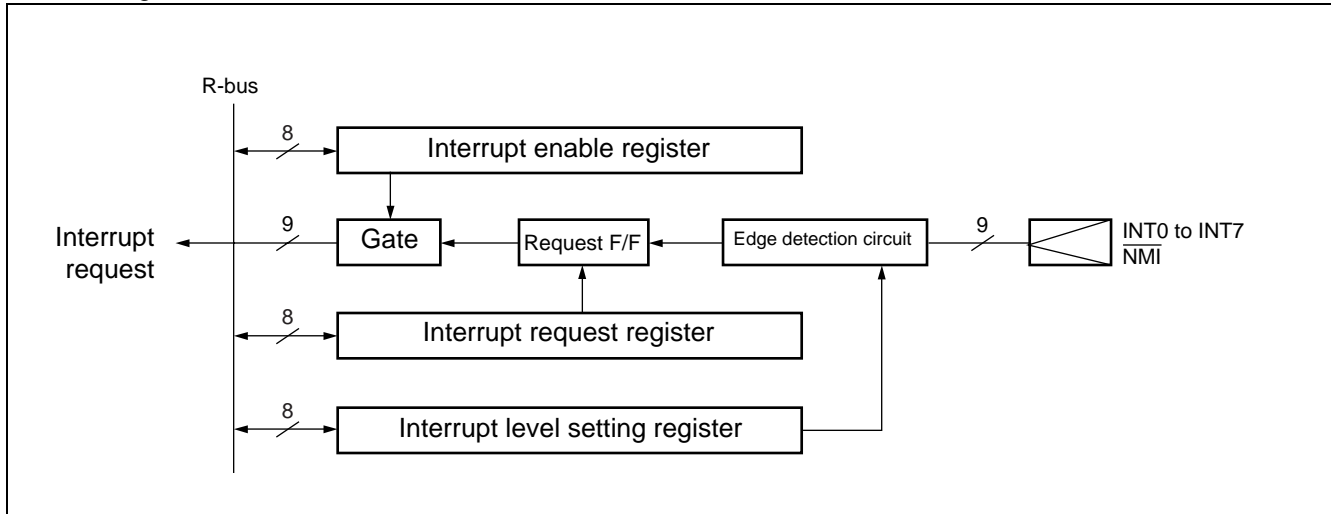 R-bus
8
Interrupt enable register
Interrupt
request
9
Gate
Request F/F
Edge detection circuit
9
INT0 to INT7
NMI
8
Interrupt request register
8
Interrupt level setting register